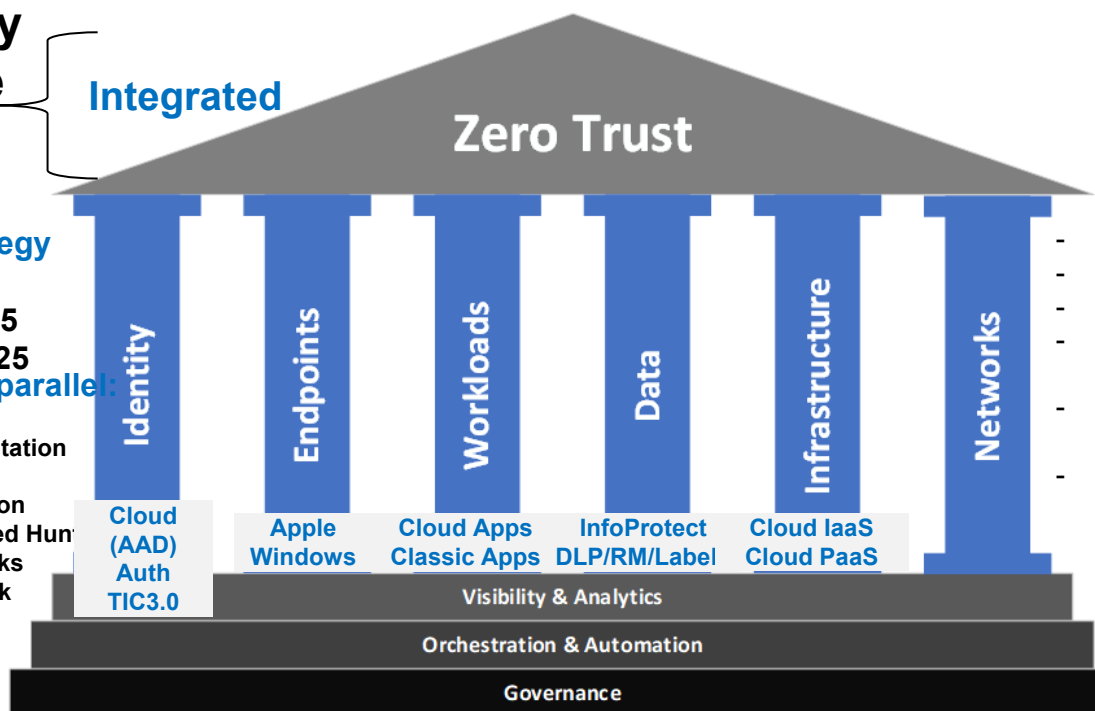 y
e
Integrated
Zero Trust
egy
5
25
parallel:
tation
on
ed Hunt
ks
k
-
-
-
-
-
-
Identity
Endpoints
Workloads
Data
Infrastructure
Networks
Cloud
(AAD)
Auth
TIC3.0
Apple
Windows
Cloud Apps
Classic Apps
InfoProtect
DLP/RM/Label
Cloud IaaS
Cloud PaaS
Visibility & Analytics
Orchestration & Automation
Governance